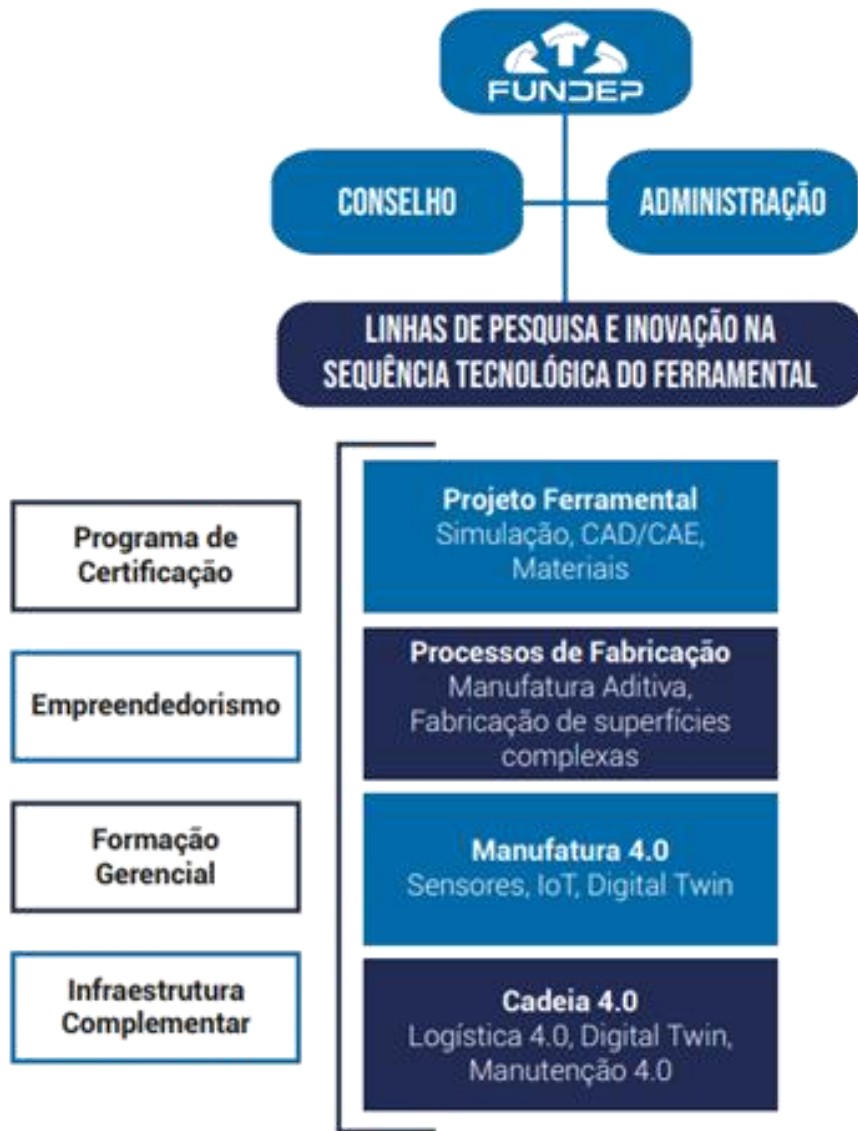 FUNDEP
CONSELHO
ADMINISTRAÇÃO
LINHAS DE PESQUISA E INOVAÇÃO NA
SEQUÊNCIA TECNOLÓGICA DO FERRAMENTAL
Programa de
Certificação
Empreendedorismo
Formação
Gerencial
Infraestrutura
Complementar
Projeto Ferramental
Simulação, CAD/CAE,
Materiais
Processos de Fabricação
Manufatura Aditiva,
Fabricação de superfícies
complexas
Manufatura 4.0
Sensores, IoT, Digital Twin
Cadeia 4.0
Logística 4.0, Digital Twin,
Manutenção 4.0